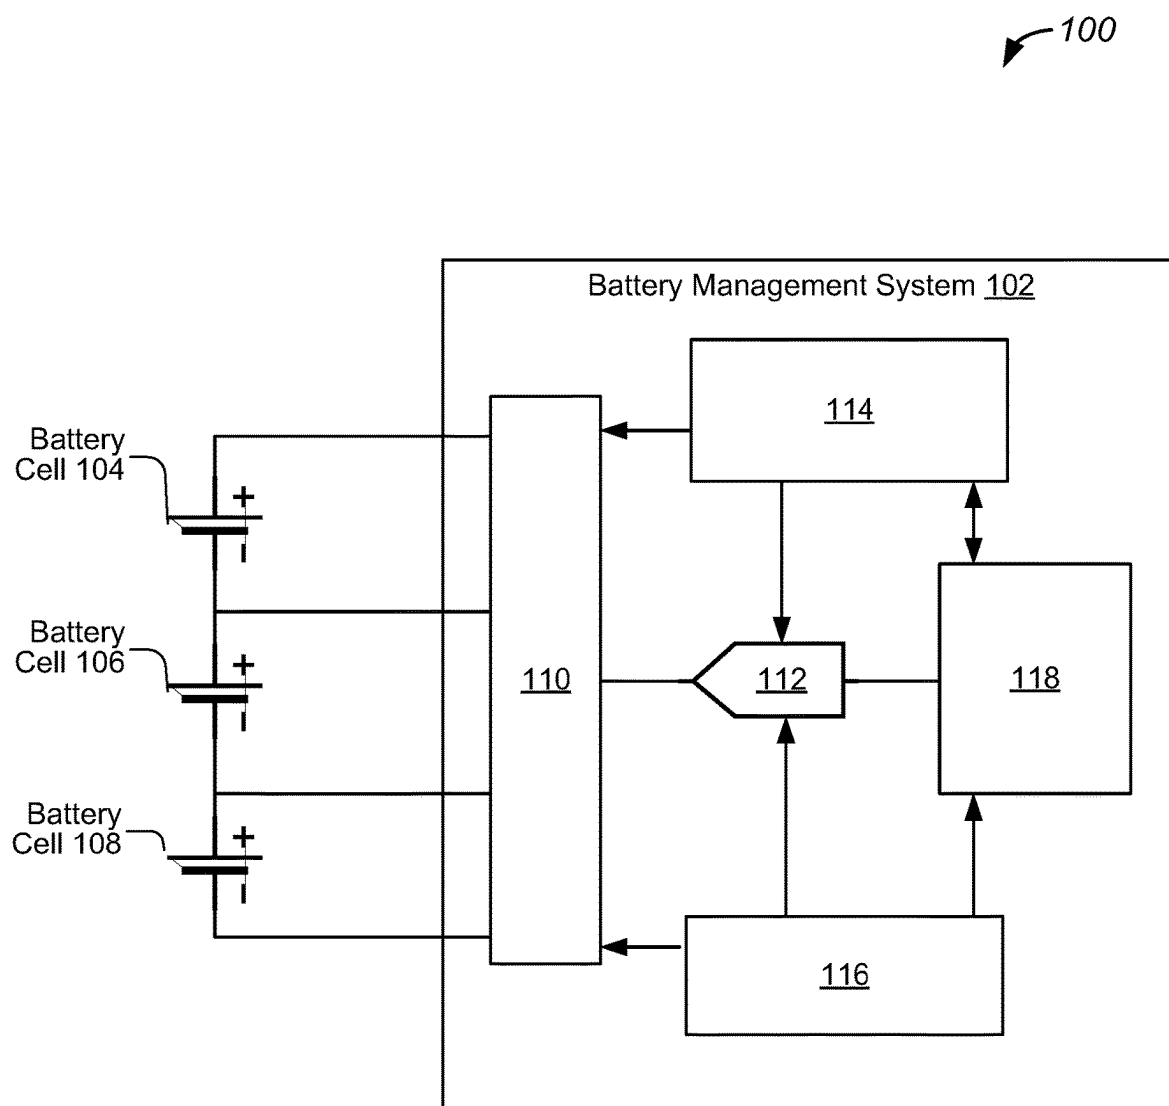 100
Battery Management System 102
114
Battery
Cell 104
+
–
Battery
Cell 106
+
–
110
112
118
Battery
Cell 108
+
–
116